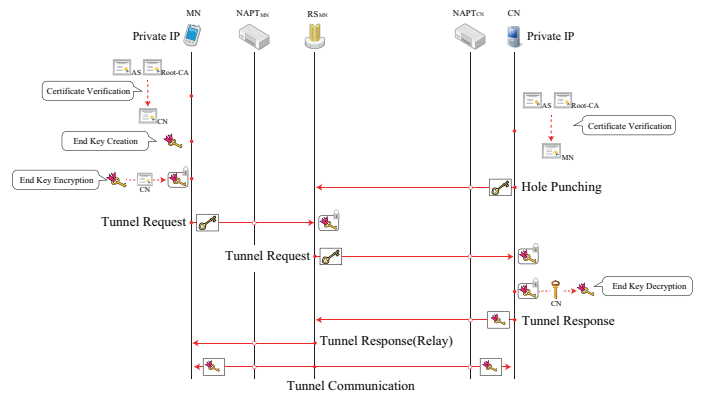 MN
NAPTMN
RSMN
NAPTCN
CN
Private IP
Private IP
AS
Root-CA
Certificate Verification
CN
AS
Root-CA
Certificate Verification
MN
End Key Creation
End Key Encryption
CN
Hole Punching
Tunnel Request
Tunnel Request
CN
End Key Decryption
Tunnel Response
Tunnel Response(Relay)
Tunnel Communication